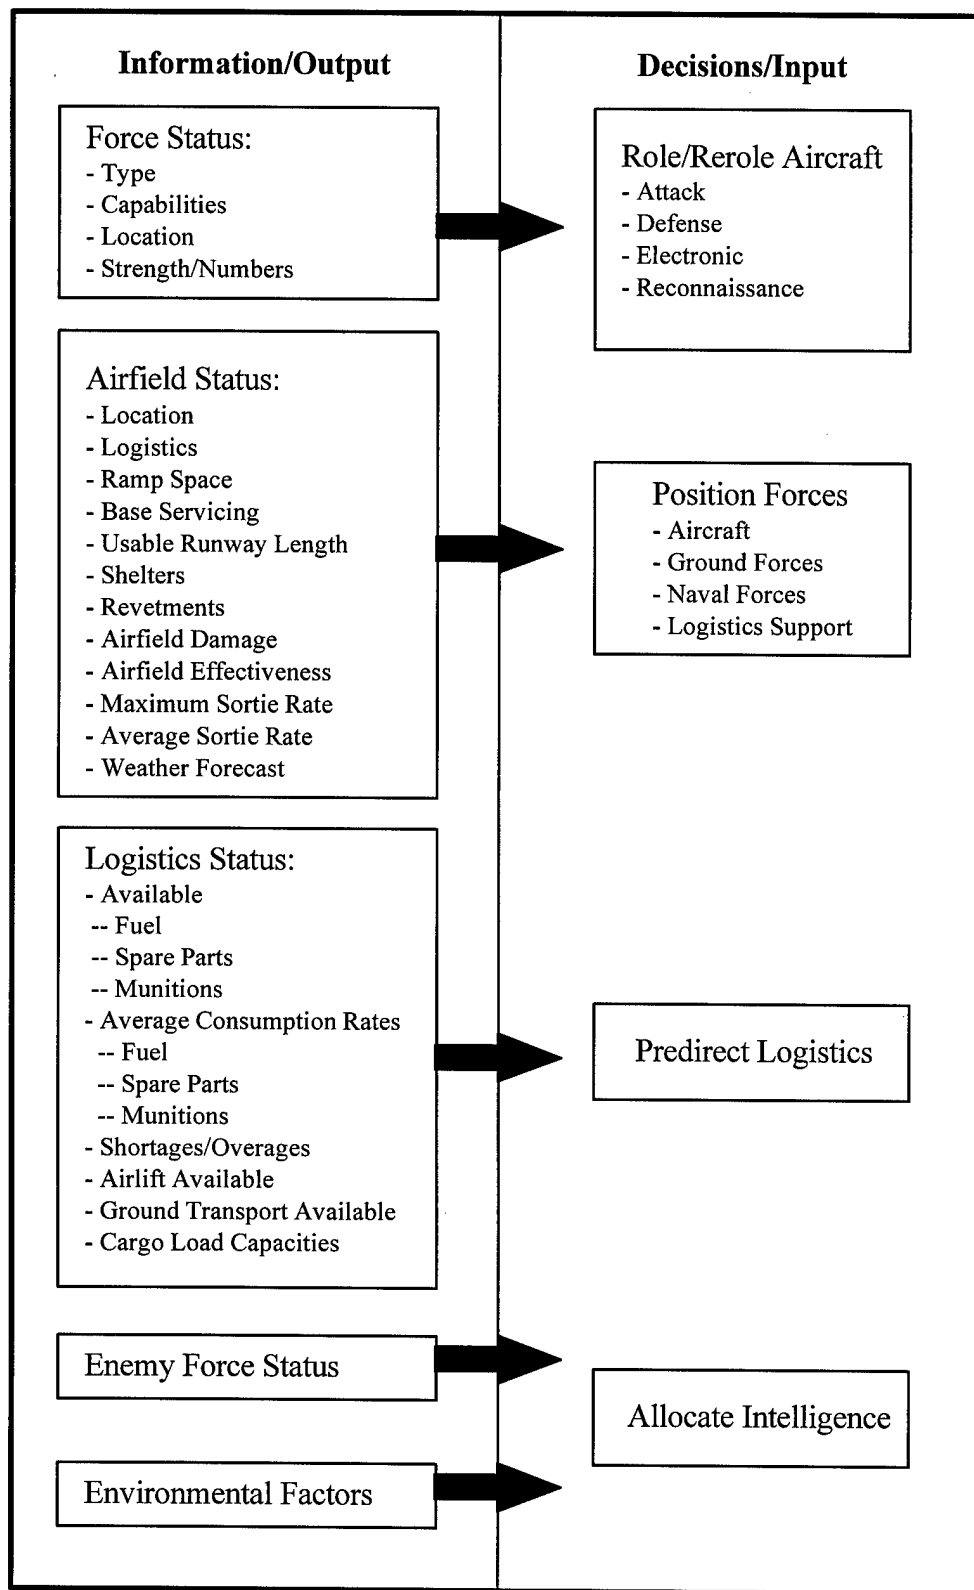 Information/Output
Force Status:
- Type
- Capabilities
- Location
- Strength/Numbers
Airfield Status:
- Location
- Logistics
- Ramp Space
- Base Servicing
- Usable Runway Length
- Shelters
- Revetments
- Airfield Damage
- Airfield Effectiveness
- Maximum Sortie Rate
- Average Sortie Rate
- Weather Forecast
Logistics Status:
- Available
-- Fuel
-- Spare Parts
-- Munitions
- Average Consumption Rates
-- Fuel
-- Spare Parts
-- Munitions
- Shortages/Overages
- Airlift Available
- Ground Transport Available
- Cargo Load Capacities
Enemy Force Status
Environmental Factors
Decisions/Input
Role/Rerole Aircraft
- Attack
- Defense
- Electronic
- Reconnaissance
Position Forces
- Aircraft
- Ground Forces
- Naval Forces
- Logistics Support
Predirect Logistics
Allocate Intelligence